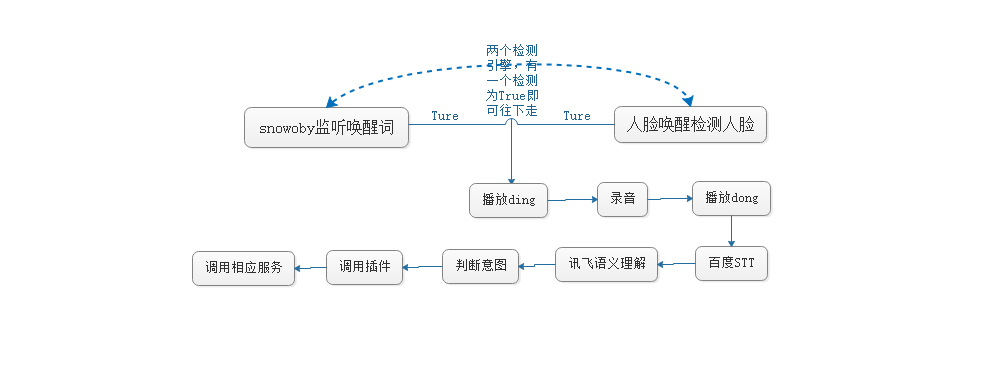 两个检测
引擎，有
一个检测
为True即
可往下走
snowoby监听唤醒词
Ture
Ture
人脸唤醒检测人脸
播放ding
录音
播放dong
调用相应服务
调用插件
判断意图
讯飞语义理解
百度STT